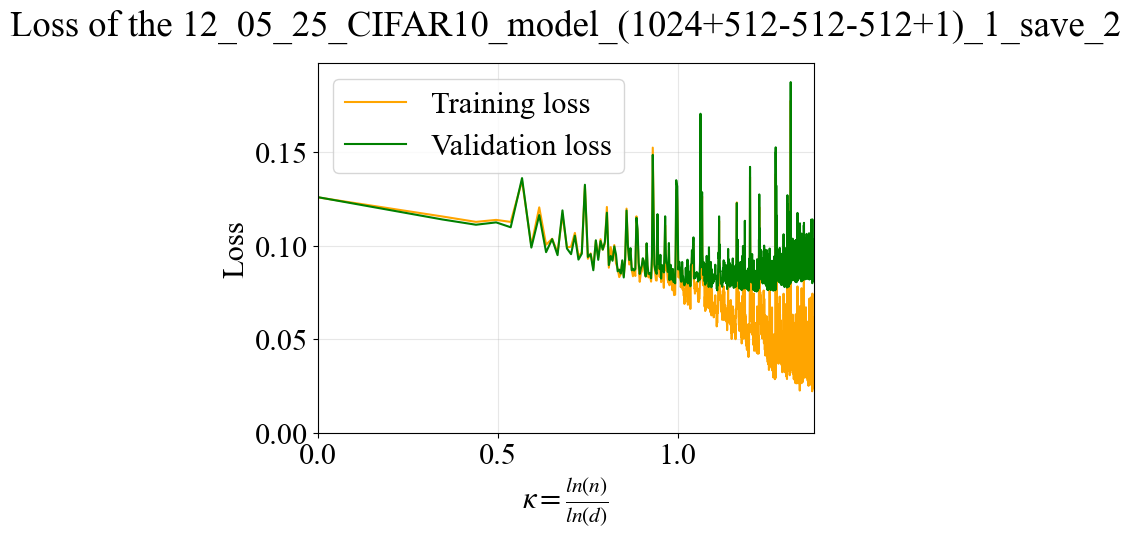 Loss of the 12_05_25_CIFAR10_model_(1024+512-512-512+1)_1_save_2
Training loss
Validation loss
0.15
0.10
0.05
0.00
Loss
0.0 0.5 1.0
κ = ln(n)/ln(d)